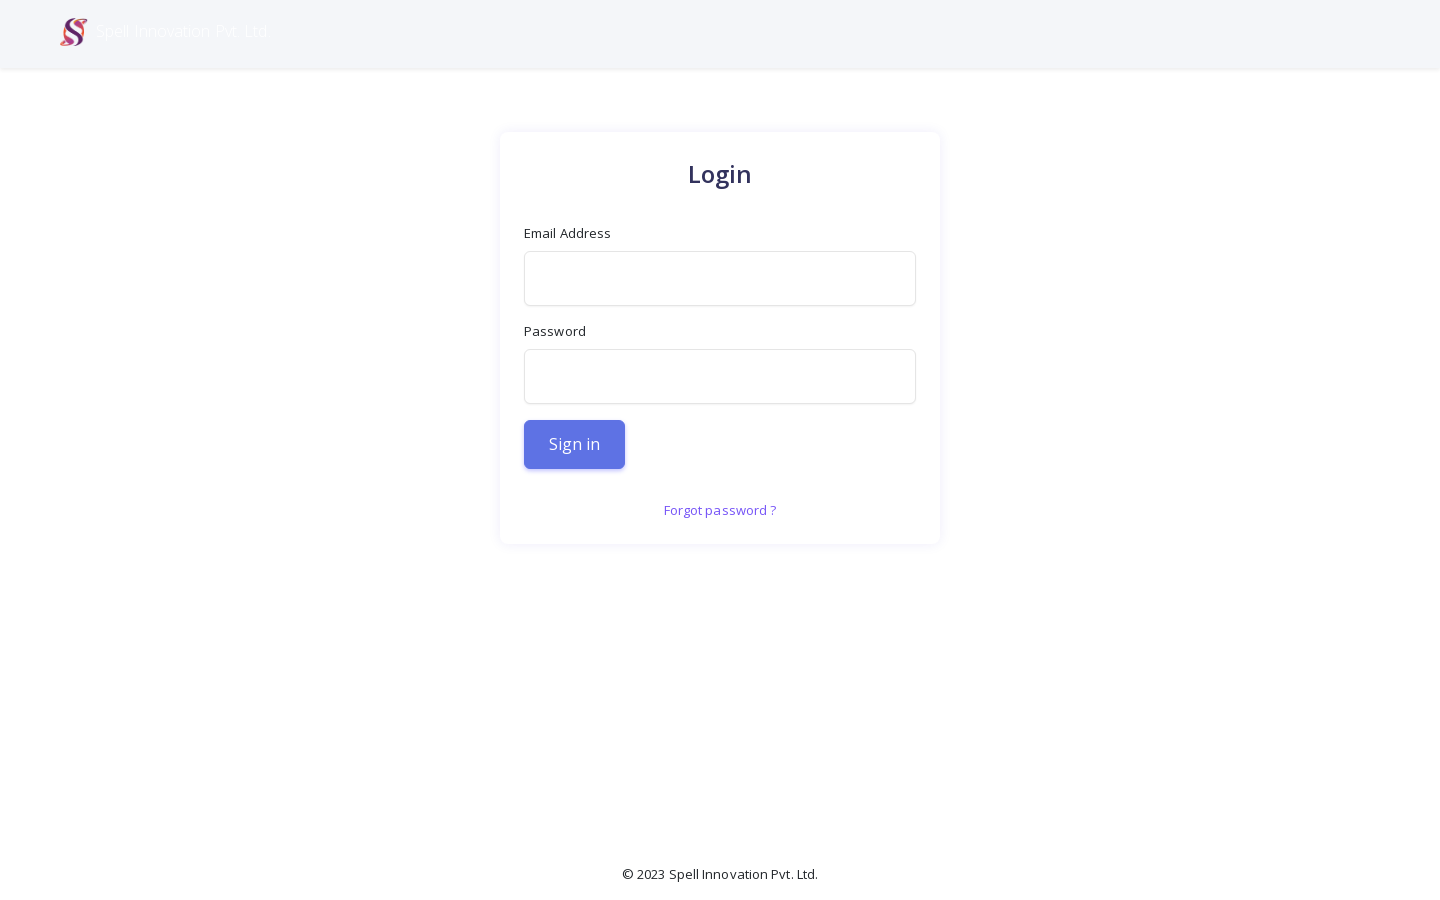 Spell Innovation Pvt. Ltd.
Login
Email Address
Password
Sign in
Forgot password ?
© 2023 Spell Innovation Pvt. Ltd.